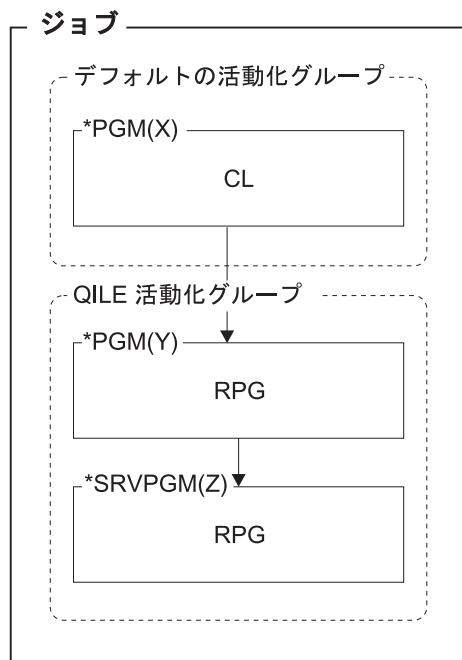 ジョブ
デフォルトの活動化グループ
*PGM(X)
CL
QILE 活動化グループ
*PGM(Y)
RPG
*SRVPGM(Z)
RPG